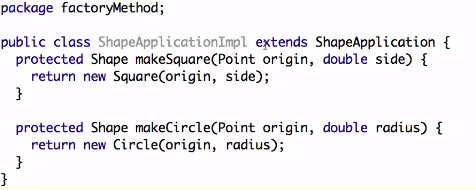 package factoryMethod;
public class ShapeApplicationImpl extends ShapeApplication {
protected Shape makeSquare(Point origin, double side) {
return new Square(origin, side);
}
protected Shape makeCircle(Point origin, double radius) {
return new Circle(origin, radius);
}
}